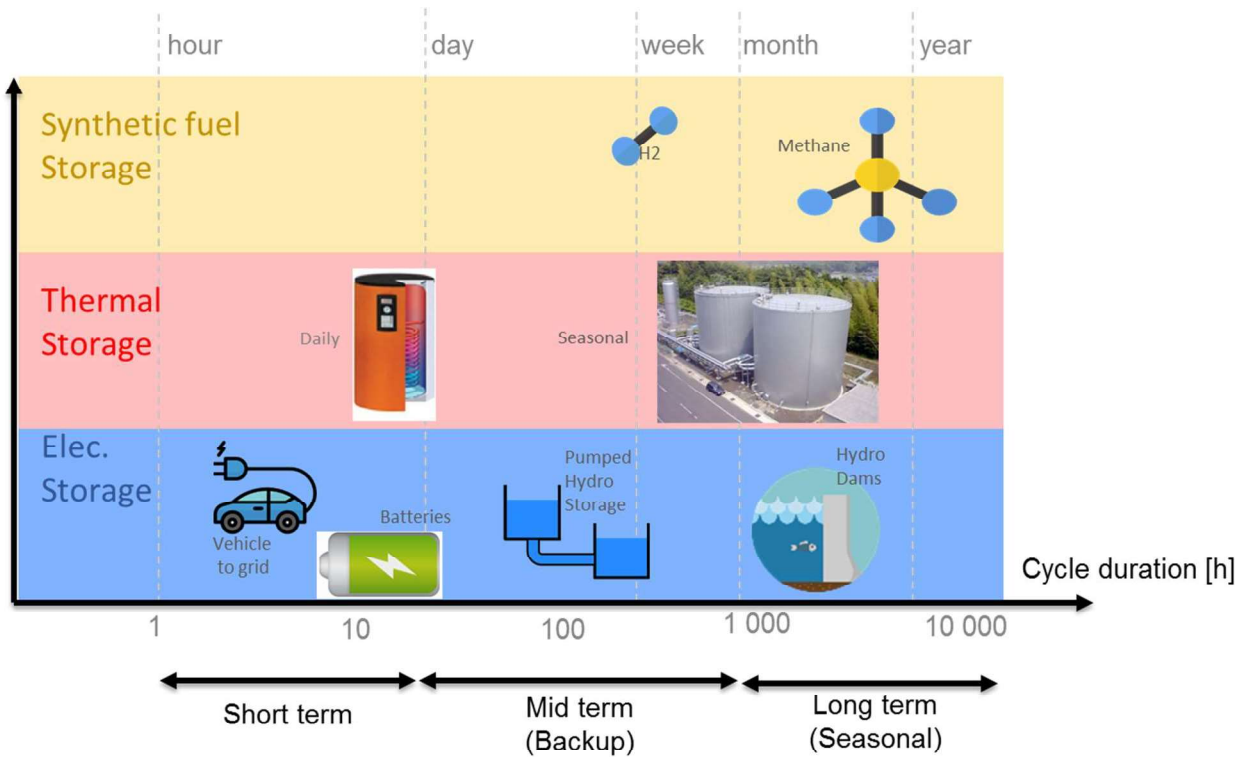 hour
day
week
month
year
Synthetic fuel
Storage
H2
Methane
Thermal
Storage
Daily
Seasonal
Elec.
Storage
Vehicle
to grid
Batteries
Pumped
Hydro
Storage
Hydro
Dams
Cycle duration [h]
1
10
100
1 000
10 000
Short term
Mid term
(Backup)
Long term
(Seasonal)